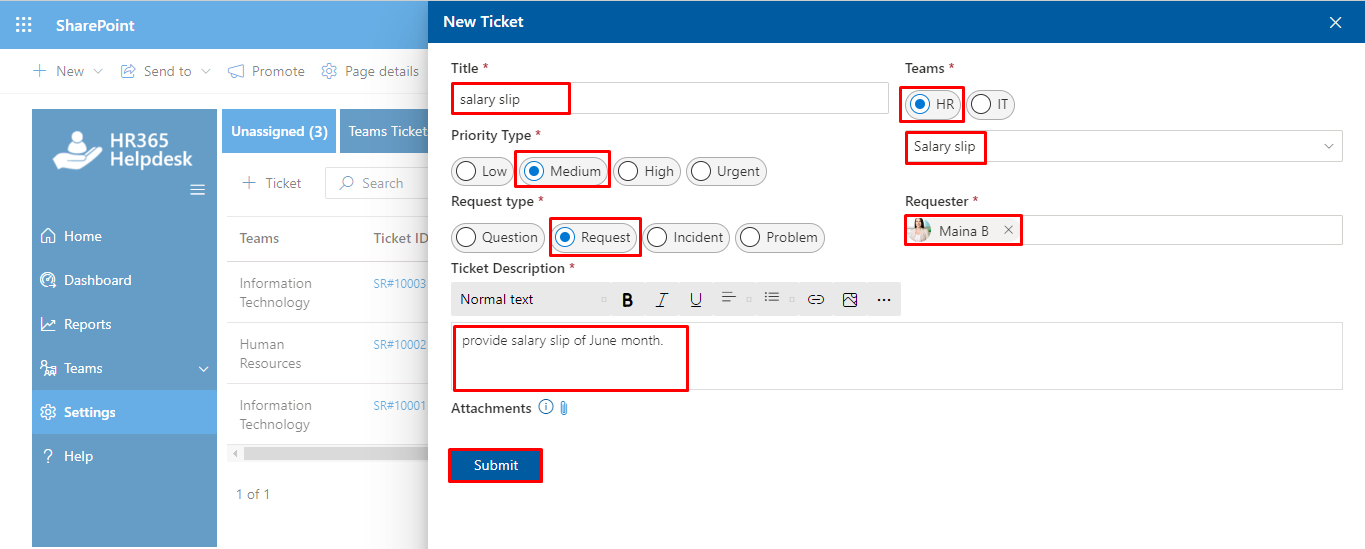 SharePoint
New Send to Promote Page details
HR365
Helpdesk
Home
Dashboard
Reports
Teams
Settings
Help
Unassigned (3) Teams Ticket
Ticket Search
Teams Ticket ID
Information
Technology
SR#10003
Human
Resources
SR#10002
Information
Technology
SR#10001
1 of 1
New Ticket
Title *
salary slip
Priority Type *
Low Medium High Urgent
Request type *
Question Request Incident Problem
Teams *
HR IT
Salary slip
Requester *
Maina B
Ticket Description *
Normal text B I U
provide salary slip of June month.
Attachments
Submit